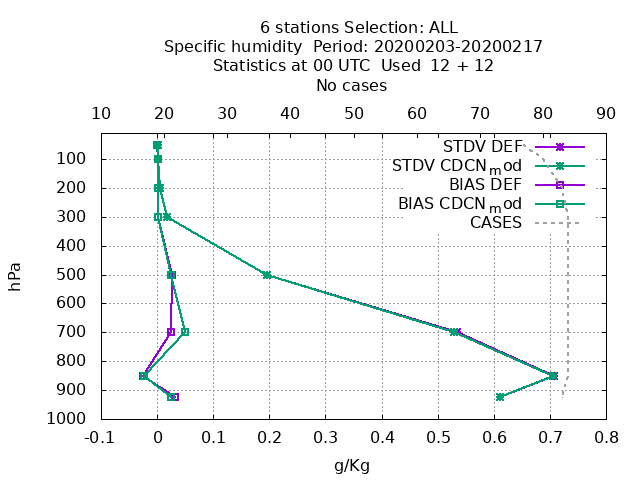 6 stations Selection: ALL
Specific humidity  Period: 20200203-20200217
Statistics at 00 UTC  Used  12 + 12
No cases
10 20 30 40 50 60 70 80 90
STDV DEF
STDV CDCNmod
BIAS DEF
BIAS CDCNmod
CASES
hPa
100
200
300
400
500
600
700
800
900
1000
-0.1 0 0.1 0.2 0.3 0.4 0.5 0.6 0.7 0.8
g/Kg